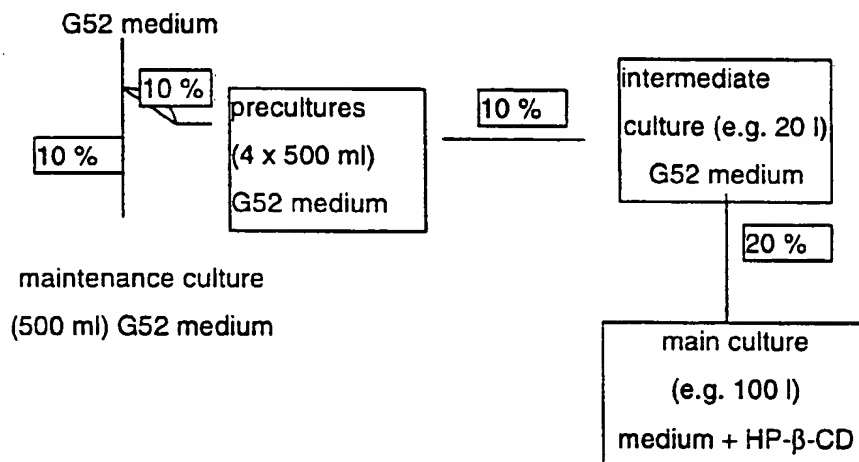 G52 medium
10 %
10 %
precultures
(4 x 500 ml)
G52 medium
10 %
intermediate
culture (e.g. 20 l)
G52 medium
20 %
maintenance culture
(500 ml) G52 medium
main culture
(e.g. 100 l)
medium + HP-β-CD